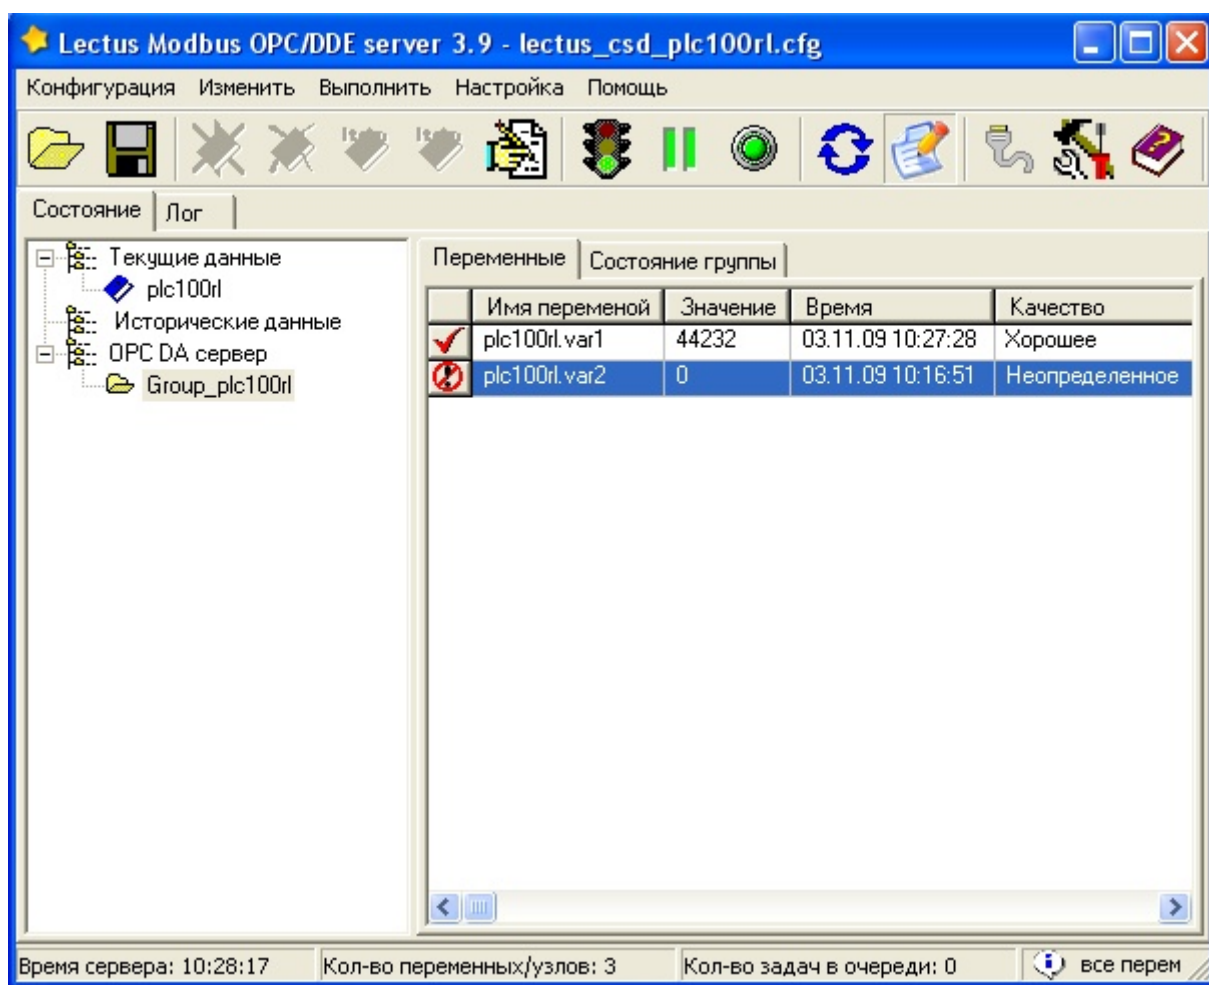 Lectus Modbus OPC/DDE server 3.9 - lectus_csd_plc100rl.cfg
Конфигурация Изменить Выполнить Настройка Помощь
Состояние Лог
Текущие данные
plc100rl
Исторические данные
OPC DA сервер
Group_plc100rl
Переменные Состояние группы
Имя переменой Значение Время Качество
plc100rl.var1 44232 03.11.09 10:27:28 Хорошее
plc100rl.var2 0 03.11.09 10:16:51 Неопределенное
Время сервера: 10:28:17 Кол-во переменных/узлов: 3 Кол-во задач в очереди: 0 все перем